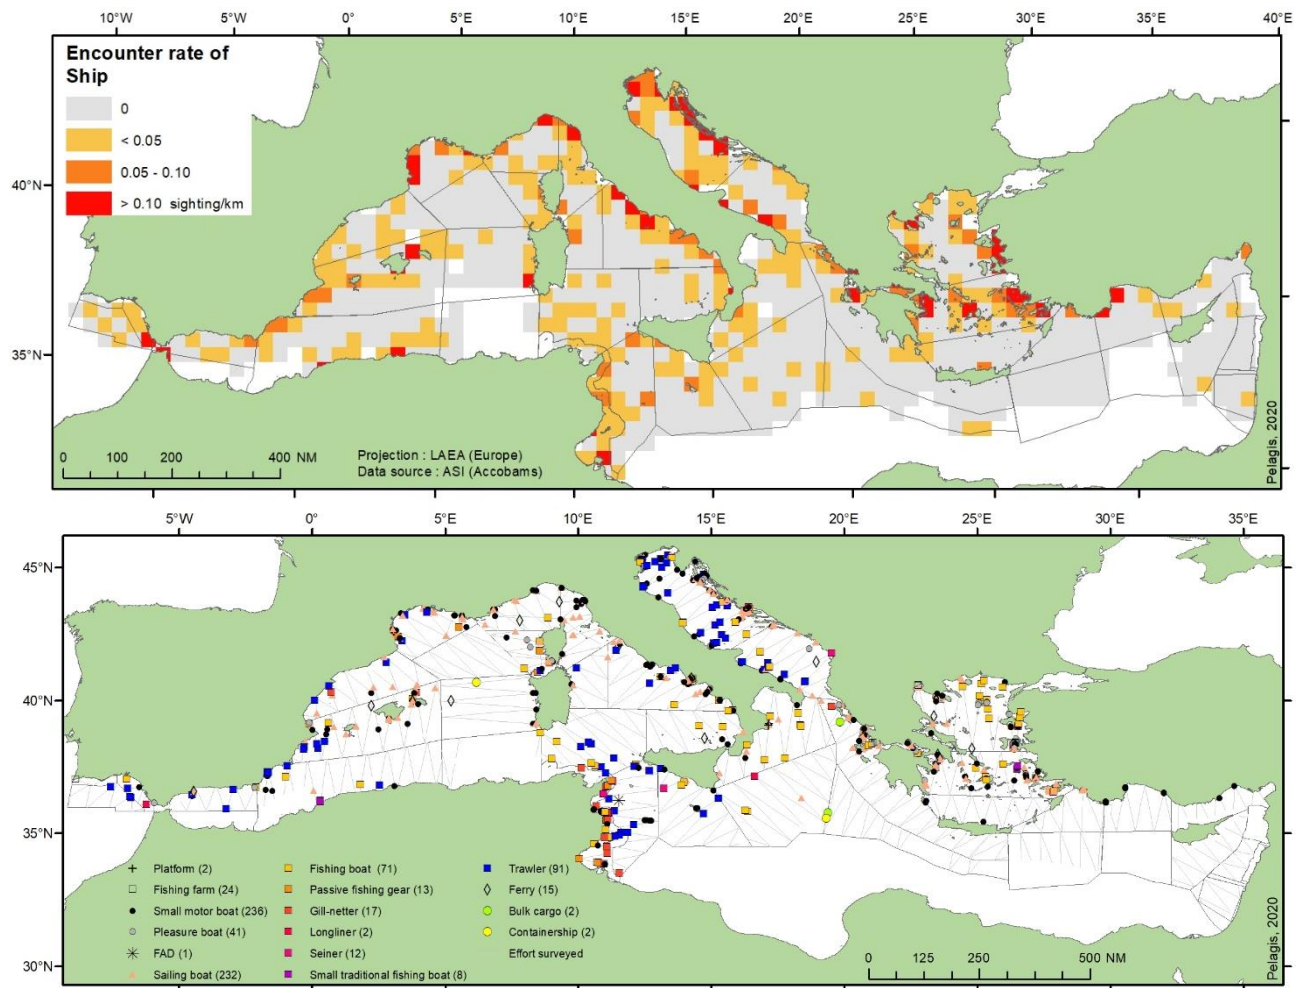 10°W 5°W 0° 5°E 10°E 15°E 20°E 25°E 30°E 35°E 40°E
Encounter rate of
Ship
0
< 0.05
0.05 - 0.10
> 0.10 sighting/km
40°N
35°N
0 100 240 400 NM
Projection : LAEA (Europe)
Data source : ASI (Accobams)
Pelagis, 2020
5°W 0° 5°E 10°E 15°E 20°E 25°E 30°E 35°E
45°N
40°N
35°N
30°N
Platform (2)
Fishing farm (24)
Small motor boat (236)
Pleasure boat (41)
FAD (1)
Sailing boat (232)
Fishing boat (71)
Passive fishing gear (13)
Gill-netter (17)
Longliner (2)
Seiner (12)
Small traditional fishing boat (8)
Trawler (91)
Ferry (15)
Bulk cargo (2)
Containership (2)
Effort surveyed
0 125 250 500 NM
Pelagis, 2020